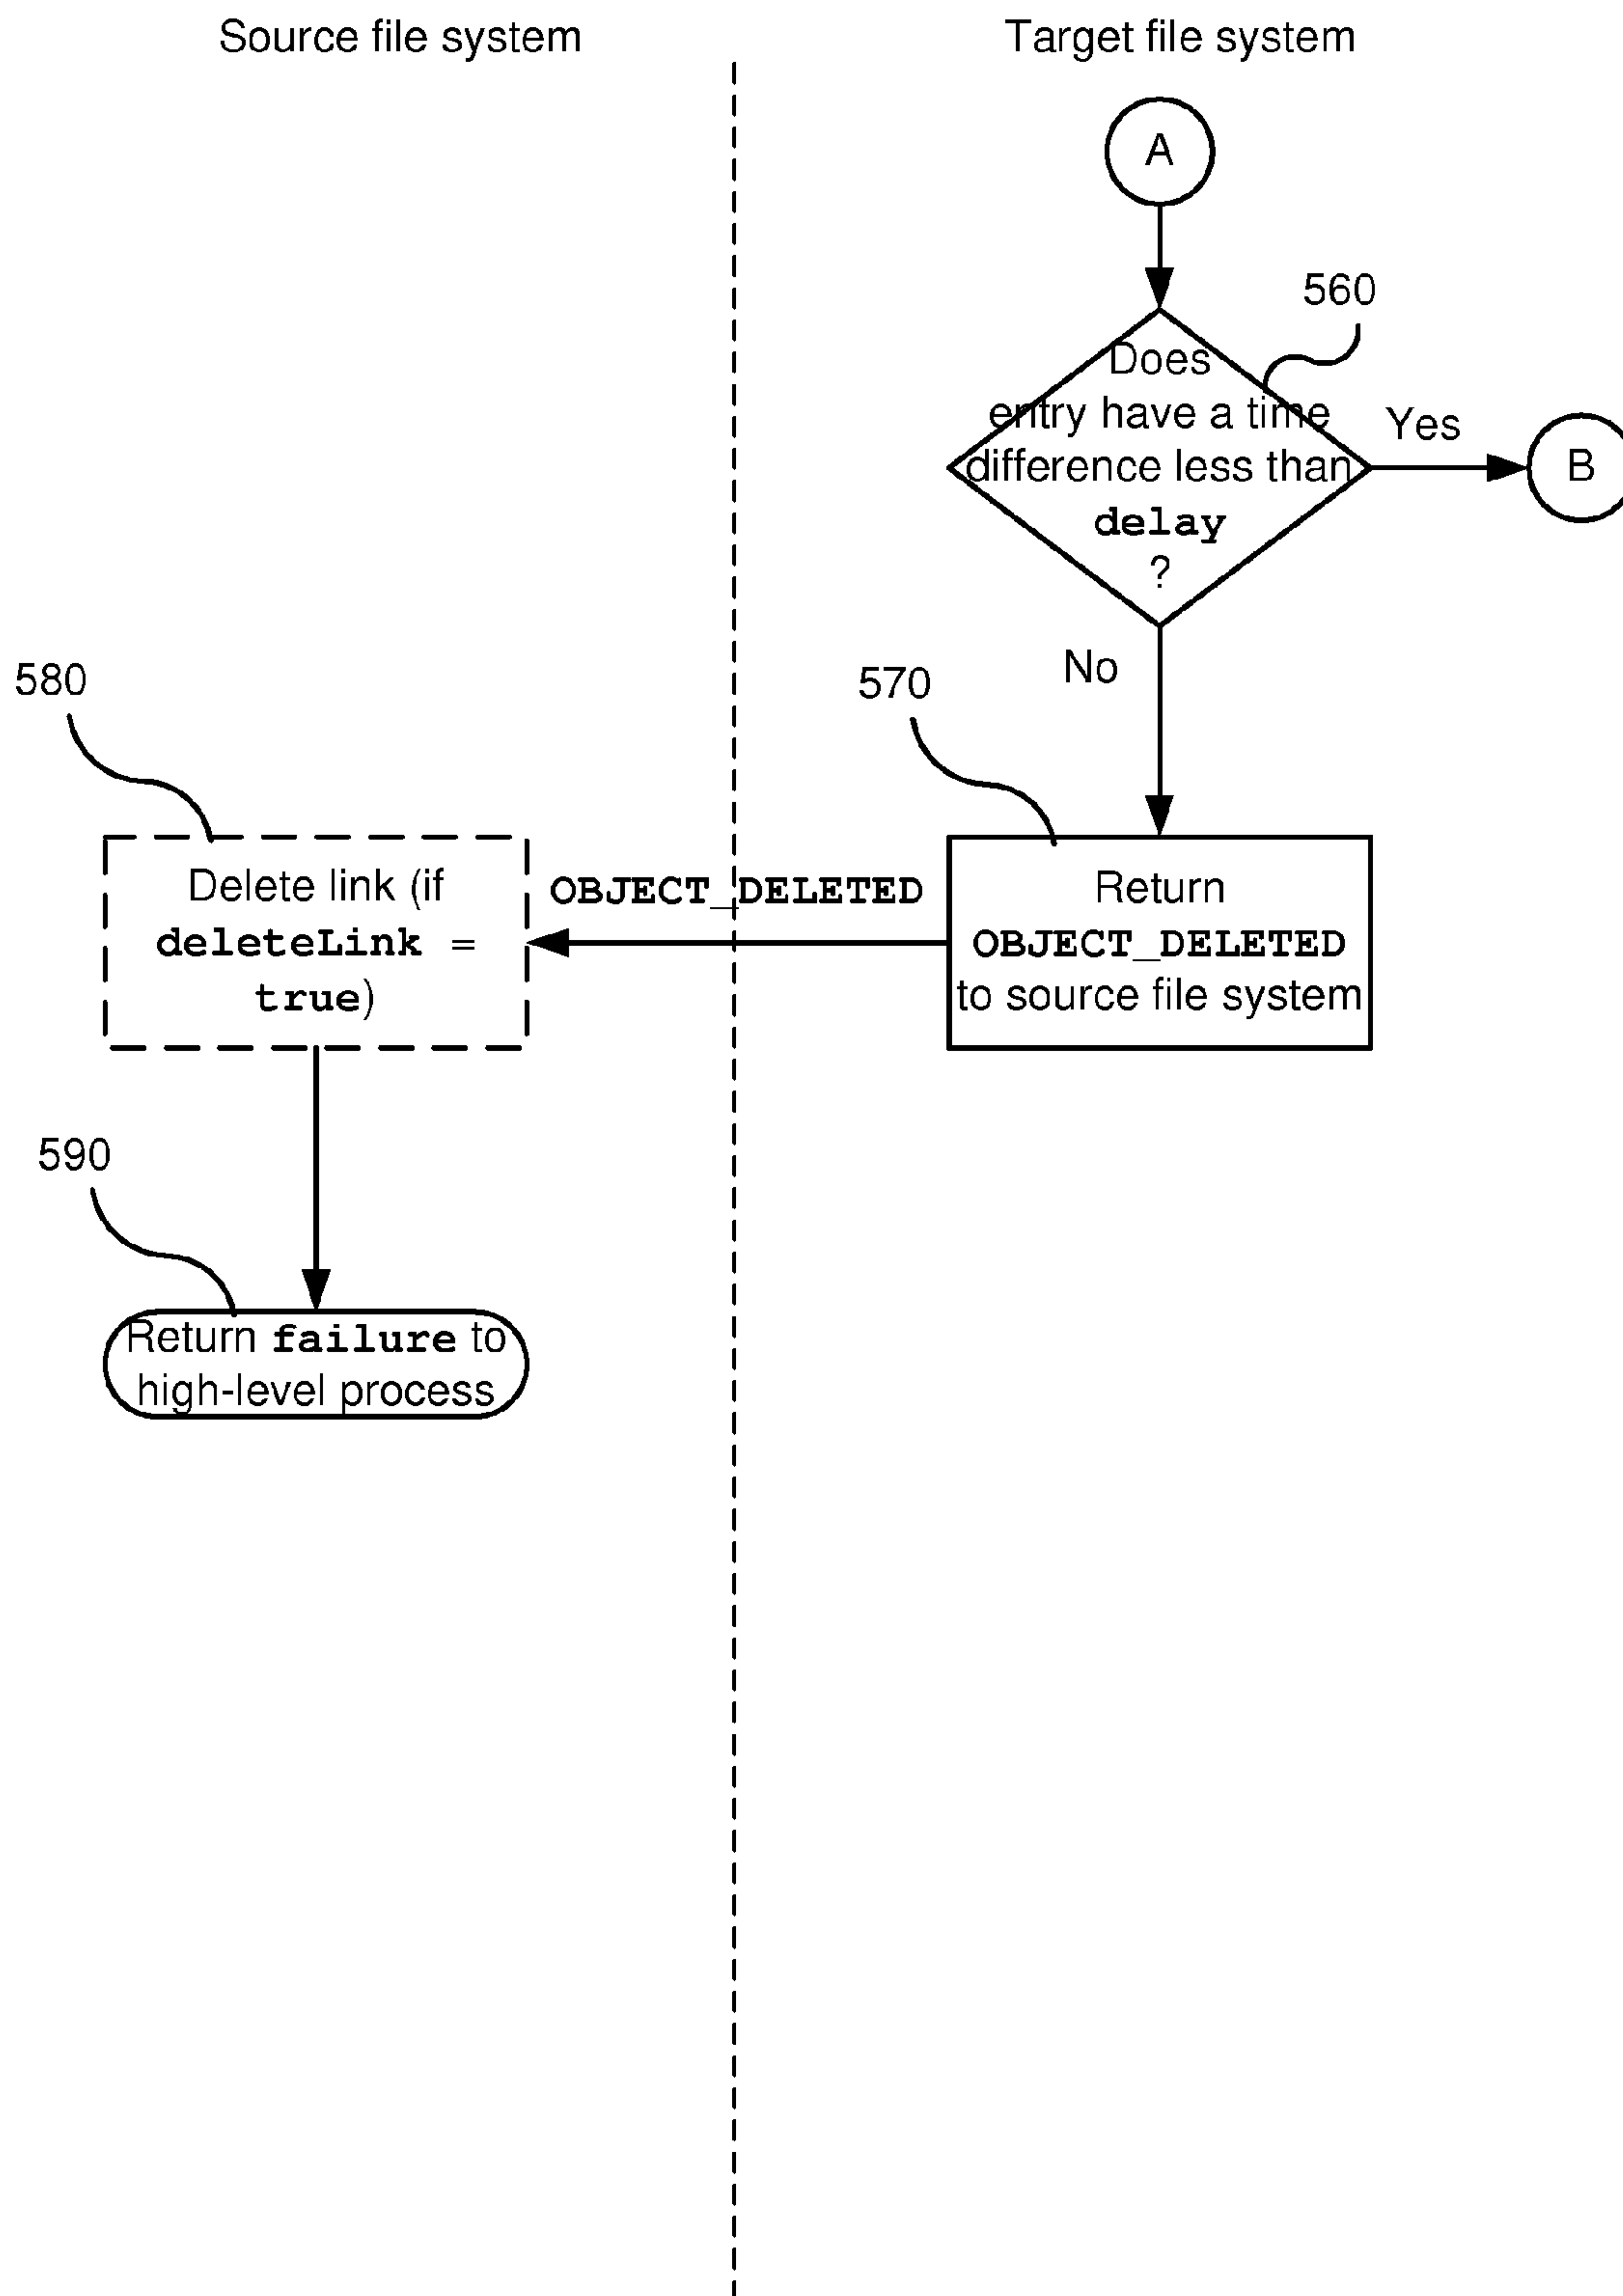 Source file system
Target file system
A
560
Does
entry have a time
difference less than
delay
?
Yes
B
No
580
570
Delete link (if
deleteLink =
true)
OBJECT_DELETED
Return
OBJECT_DELETED
to source file system
590
Return failure to
high-level process